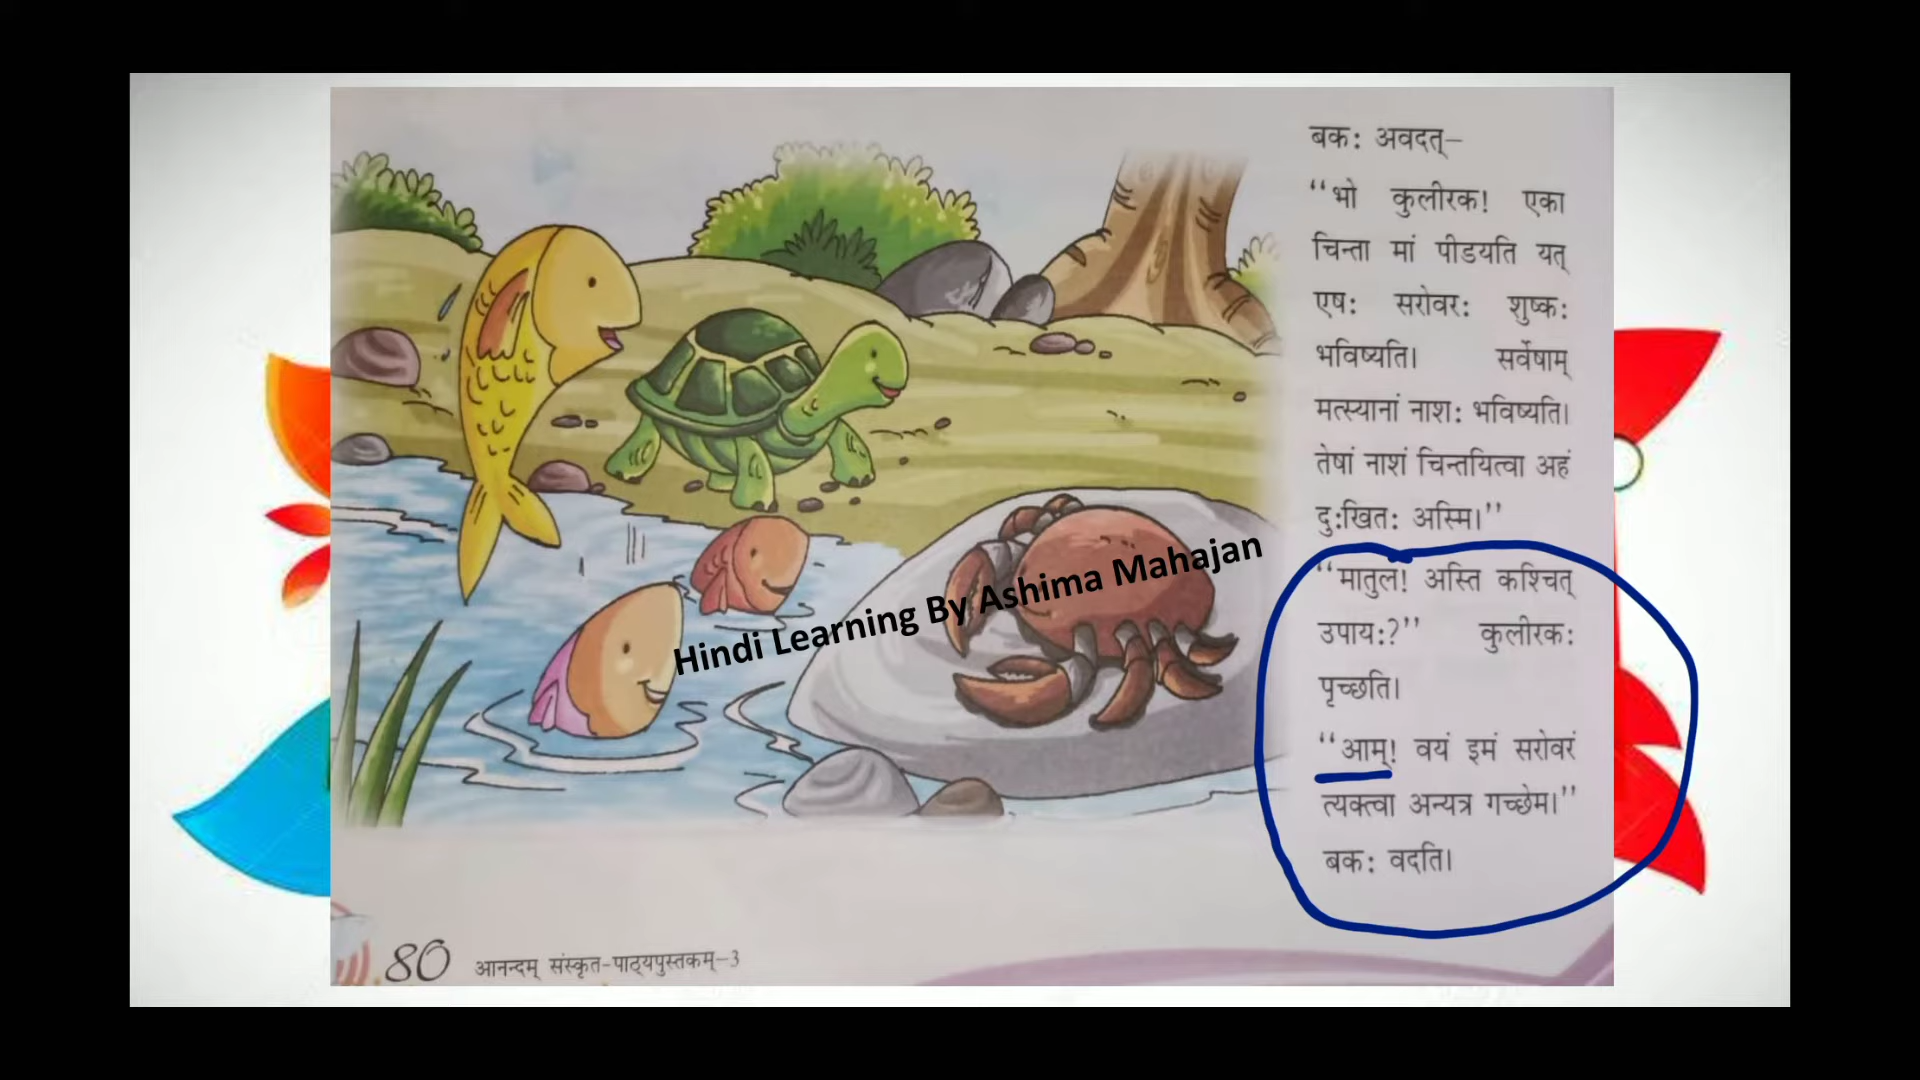 बकः अवदत्–
‘‘भो कुलीरक! एका
चिन्ता मां पीडयति यत्
एषः सरोवरः शुष्कः
भविष्यति। सर्वेषाम्
मत्स्यानां नाशः भविष्यति।
तेषां नाशं चिन्तयित्वा अहं
दुःखितः अस्मि।’’
‘‘मातुल! अस्ति कश्चित्
उपायः?’’ कुलीरकः
पृच्छति।
‘‘आम्! वयं इमं सरोवरं
त्यक्त्वा अन्यत्र गच्छेम।’’
बकः वदति।
Hindi Learning By Ashima Mahajan
80 आनन्दम् संस्कृत-पाठ्यपुस्तकम्-3